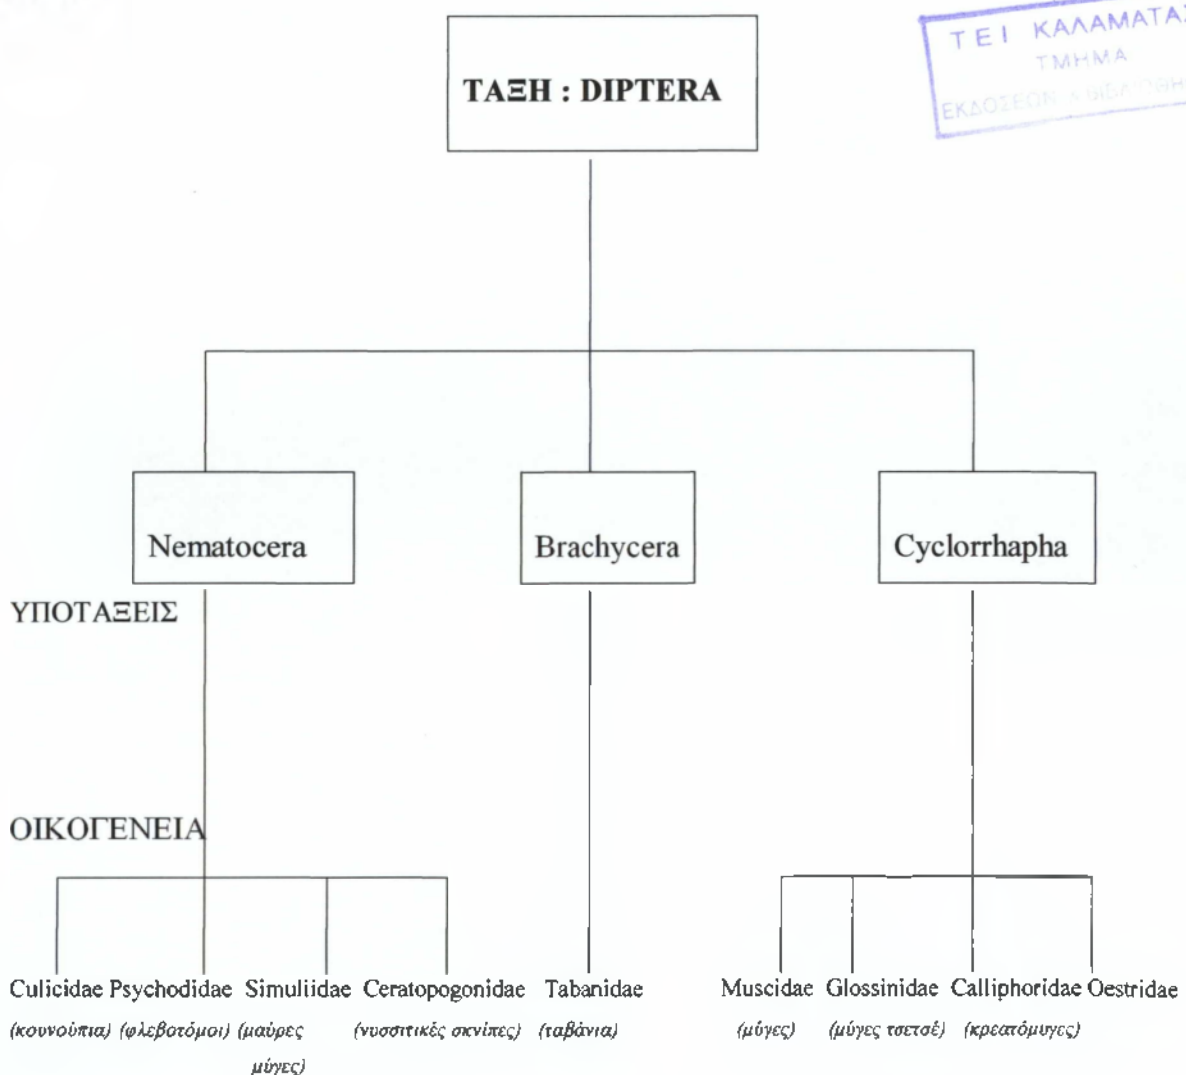 ΤΕΙ ΚΑΛΑΜΑΤΑΣ
ΤΜΗΜΑ
ΕΚΔΟΣΕΩΝ &
ΤΑΞΗ : DIPTERA
Nematocera Brachycera Cyclorrhapha
ΥΠΟΤΑΞΕΙΣ
ΟΙΚΟΓΕΝΕΙΑ
Culicidae Psychodidae Simuliidae Ceratopogonidae Tabanidae Muscidae Glossinidae Calliphoridae Oestridae
(κουνούπια) (φλεβοτόμοι) (μαύρες (νυσσιτικές σκνίπες) (ταβάνια) (μύγες) (μύγες τσετσέ) (κρεατόμυγες)
μύγες)